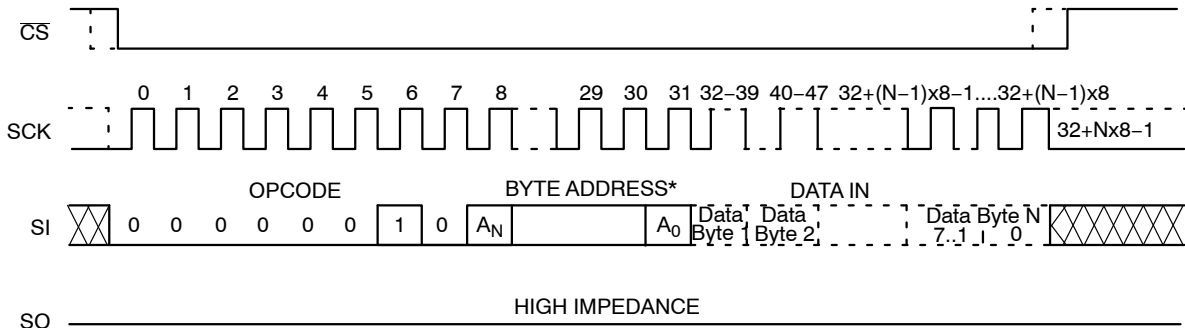 CS
0 1 2 3 4 5 6 7 8 29 30 31 32–39 40–47 32+(N–1)x8–1....32+(N–1)x8
SCK
32+Nx8–1
OPCODE BYTE ADDRESS* DATA IN
SI 0 0 0 0 0 0 1 0 AN A0 Data Byte 1 Data Byte 2 Data Byte N
7..1 0
HIGH IMPEDANCE
SO